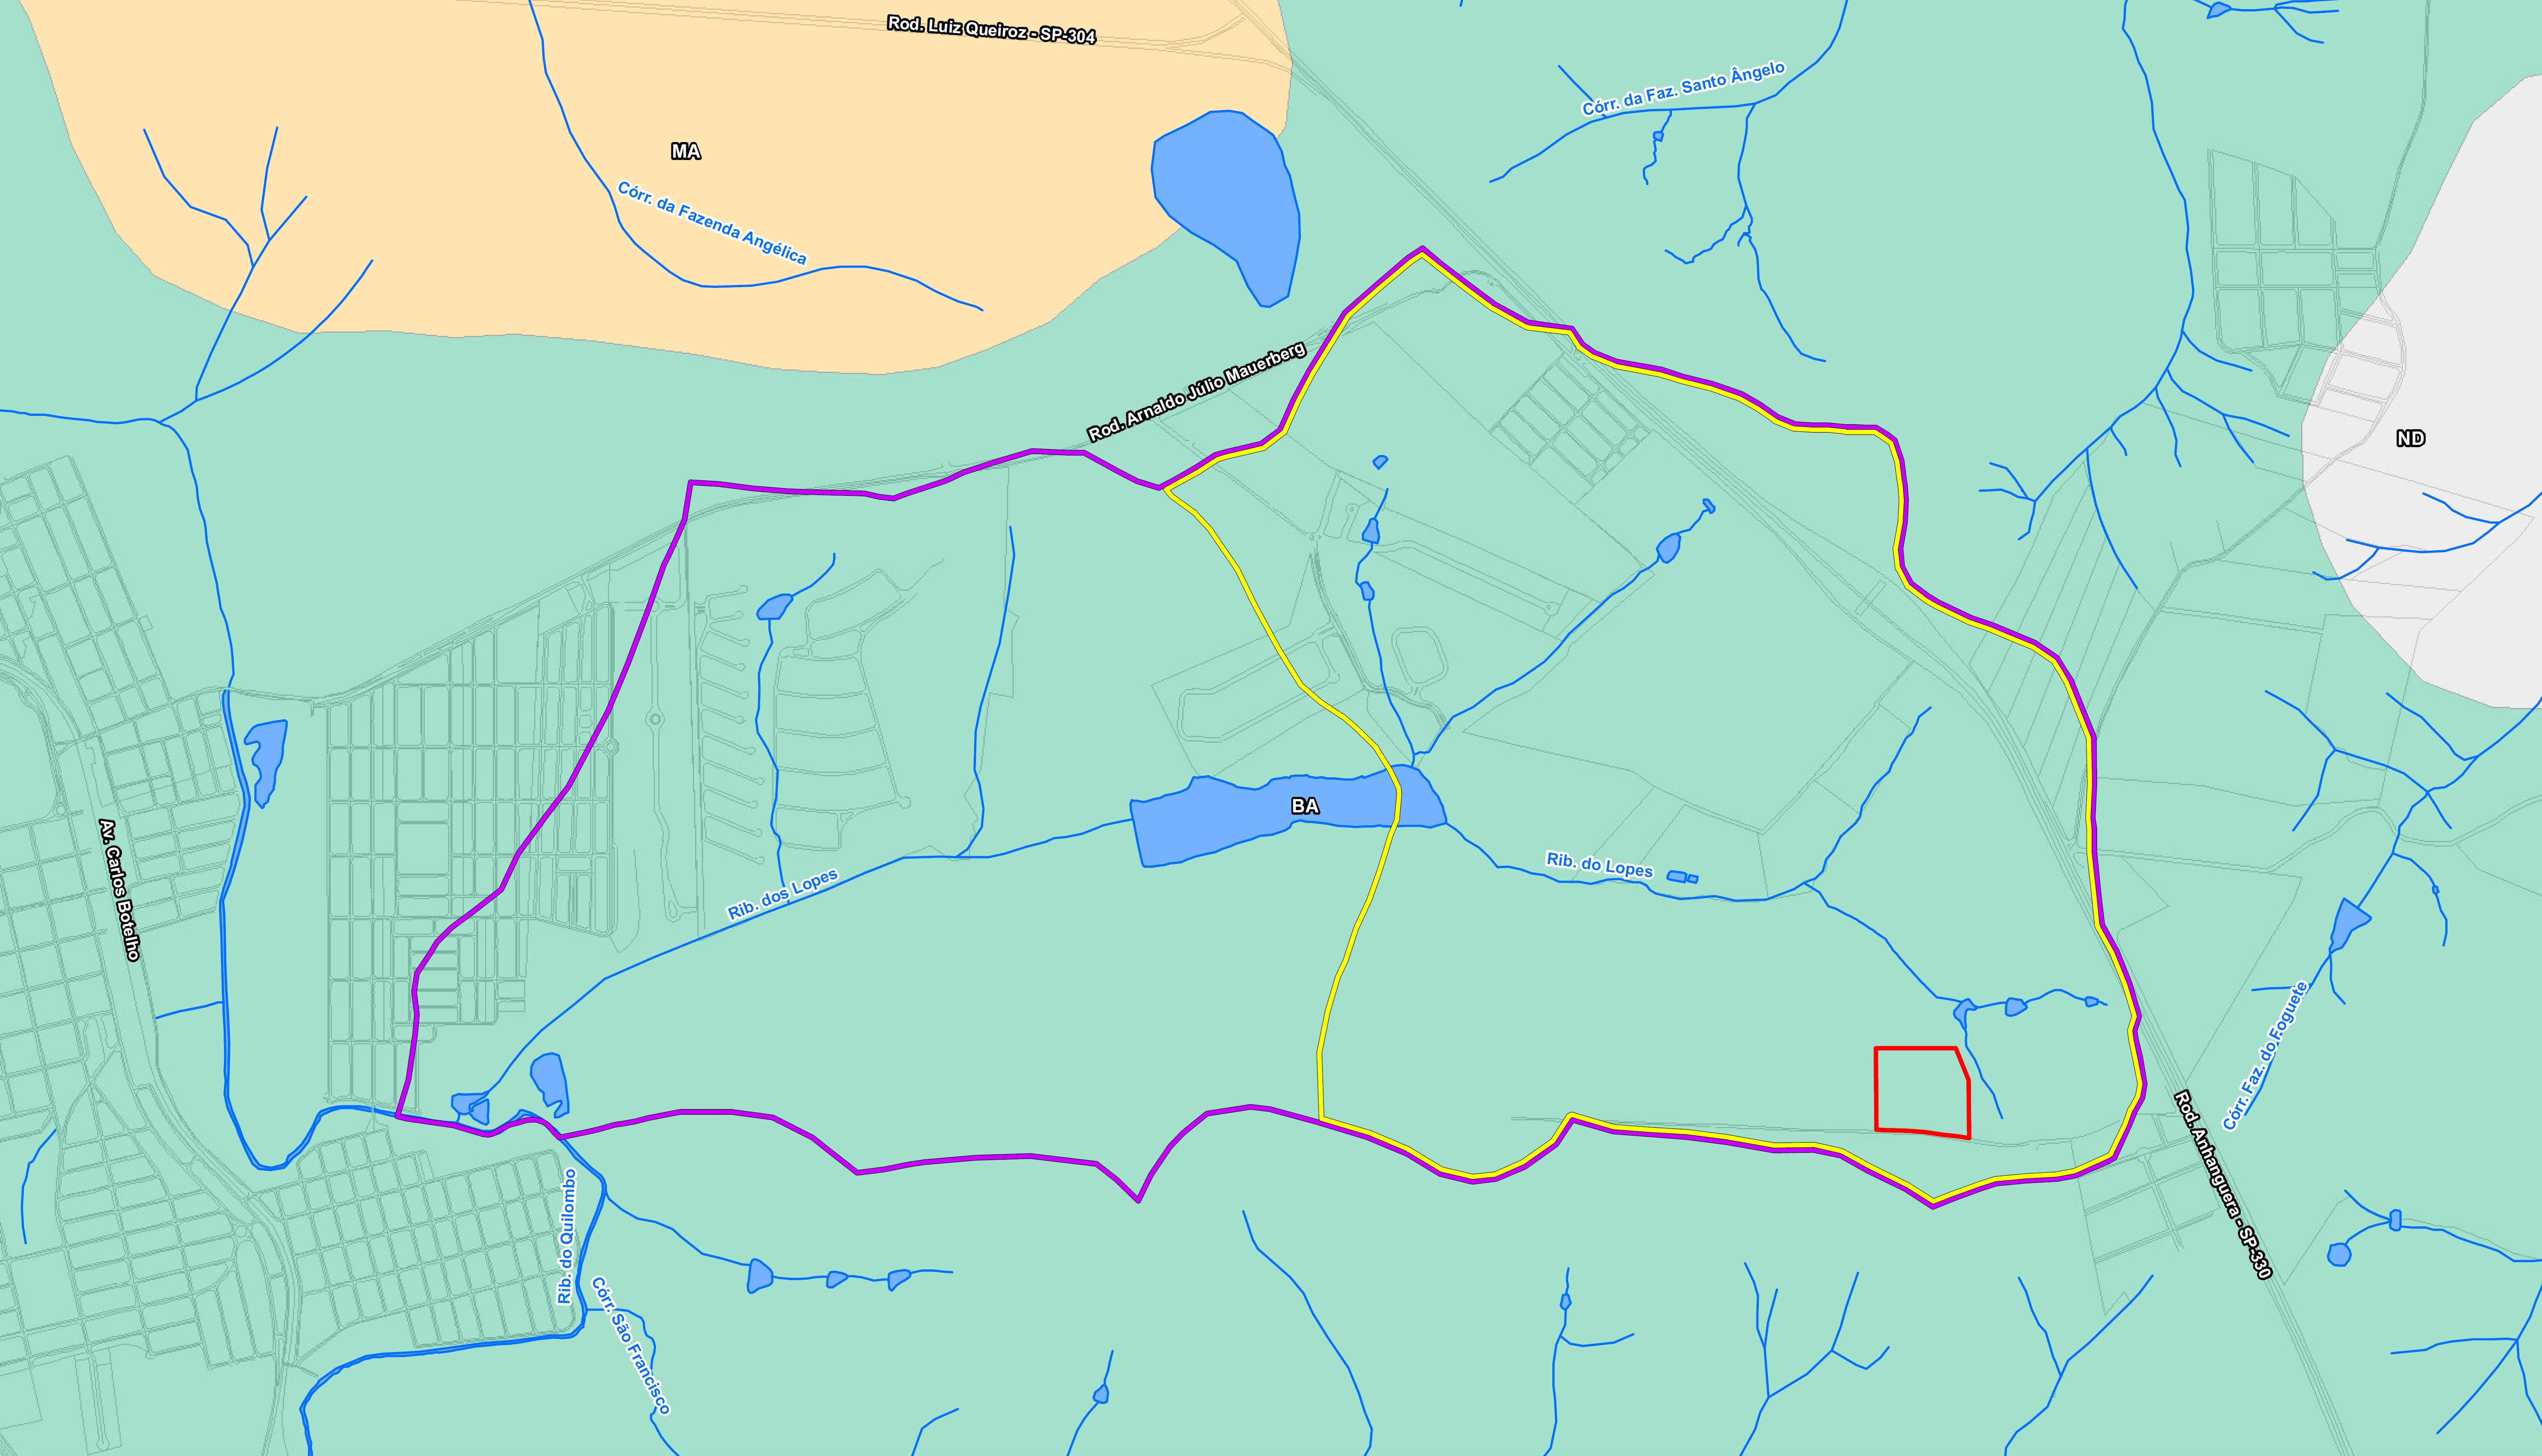 Rod. Luiz Queiroz - SP-304
Córr. da Faz. Santo Ângelo
MA
Córr. da Fazenda Angélica
Rod. Arnaldo Júlio Mauerberg
ND
BA
Av. Carlos Botelho
Rib. dos Lopes
Rib. do Lopes
Córr. Faz. do Foguete
Rod. Anhanguera - SP-330
Rib. do Quilombo
Córr. São Francisco